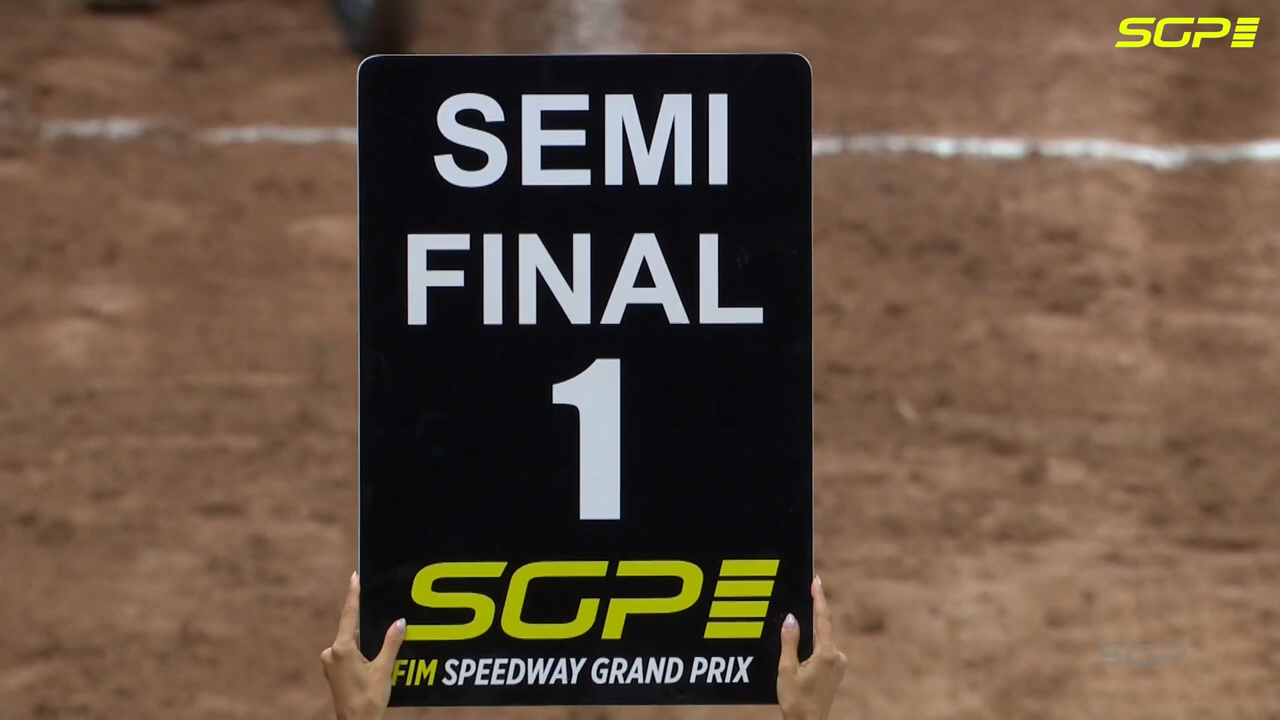 SGP
SEMI
FINAL
1
SGP
FIM SPEEDWAY GRAND PRIX
SGP